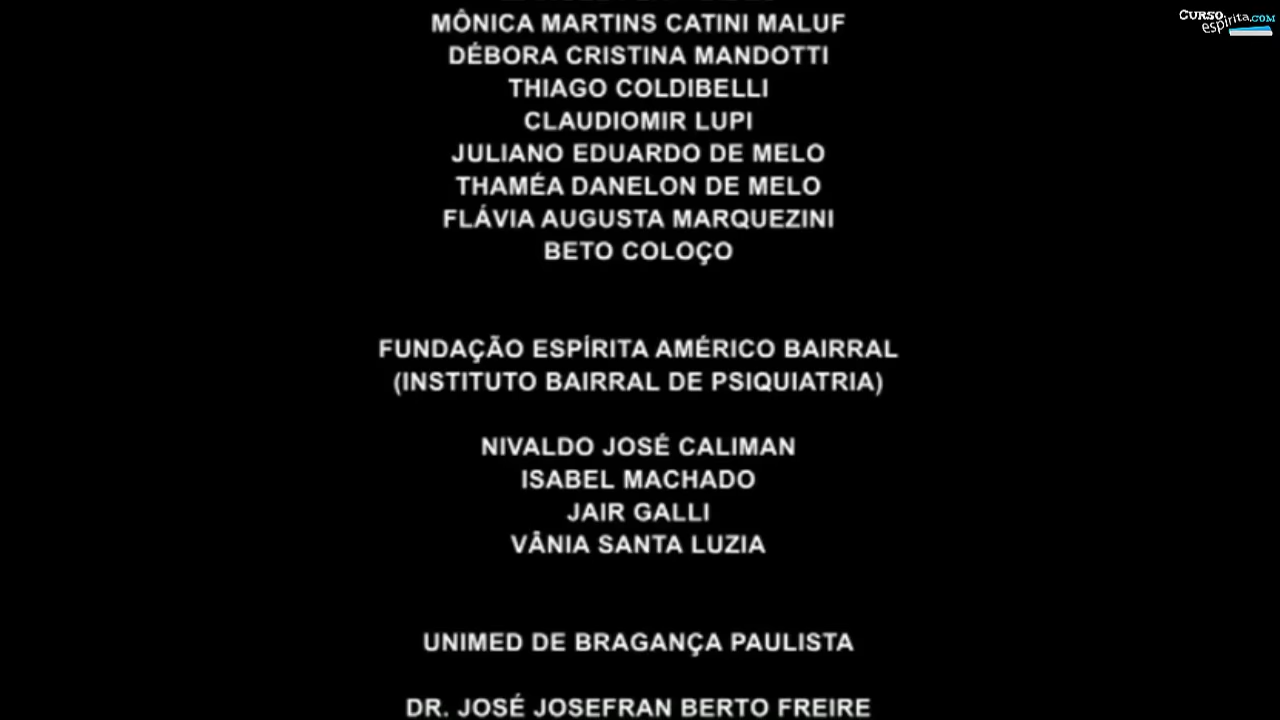 CURSO
espírita.COM
MÔNICA MARTINS CATINI MALUF
DÉBORA CRISTINA MANDOTTI
THIAGO COLDIBELLI
CLAUDIOMIR LUPI
JULIANO EDUARDO DE MELO
THAMÉA DANELON DE MELO
FLÁVIA AUGUSTA MARQUEZINI
BETO COLOÇO
FUNDAÇÃO ESPÍRITA AMÉRICO BAIRRAL
(INSTITUTO BAIRRAL DE PSIQUIATRIA)
NIVALDO JOSÉ CALIMAN
ISABEL MACHADO
JAIR GALLI
VÂNIA SANTA LUZIA
UNIMED DE BRAGANÇA PAULISTA
DR. JOSÉ JOSEFRAN BERTO FREIRE